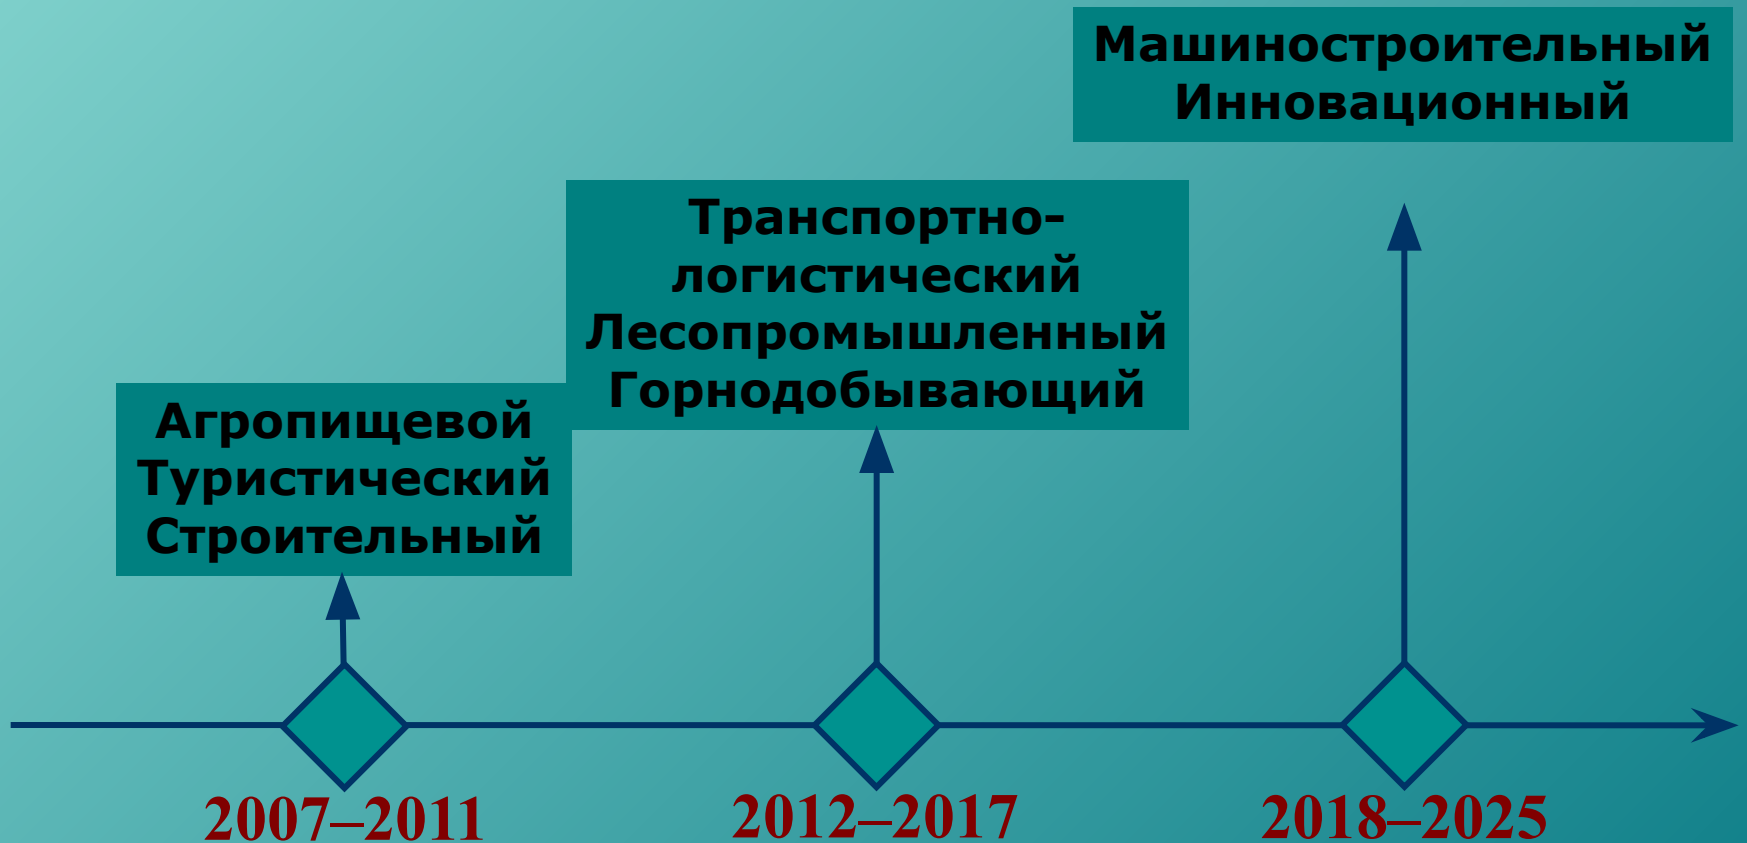 Машиностроительный
Инновационный
Транспортно-
логистический
Лесопромышленный
Горнодобывающий
Агропищевой
Туристический
Строительный
2007–2011
2012–2017
2018–2025